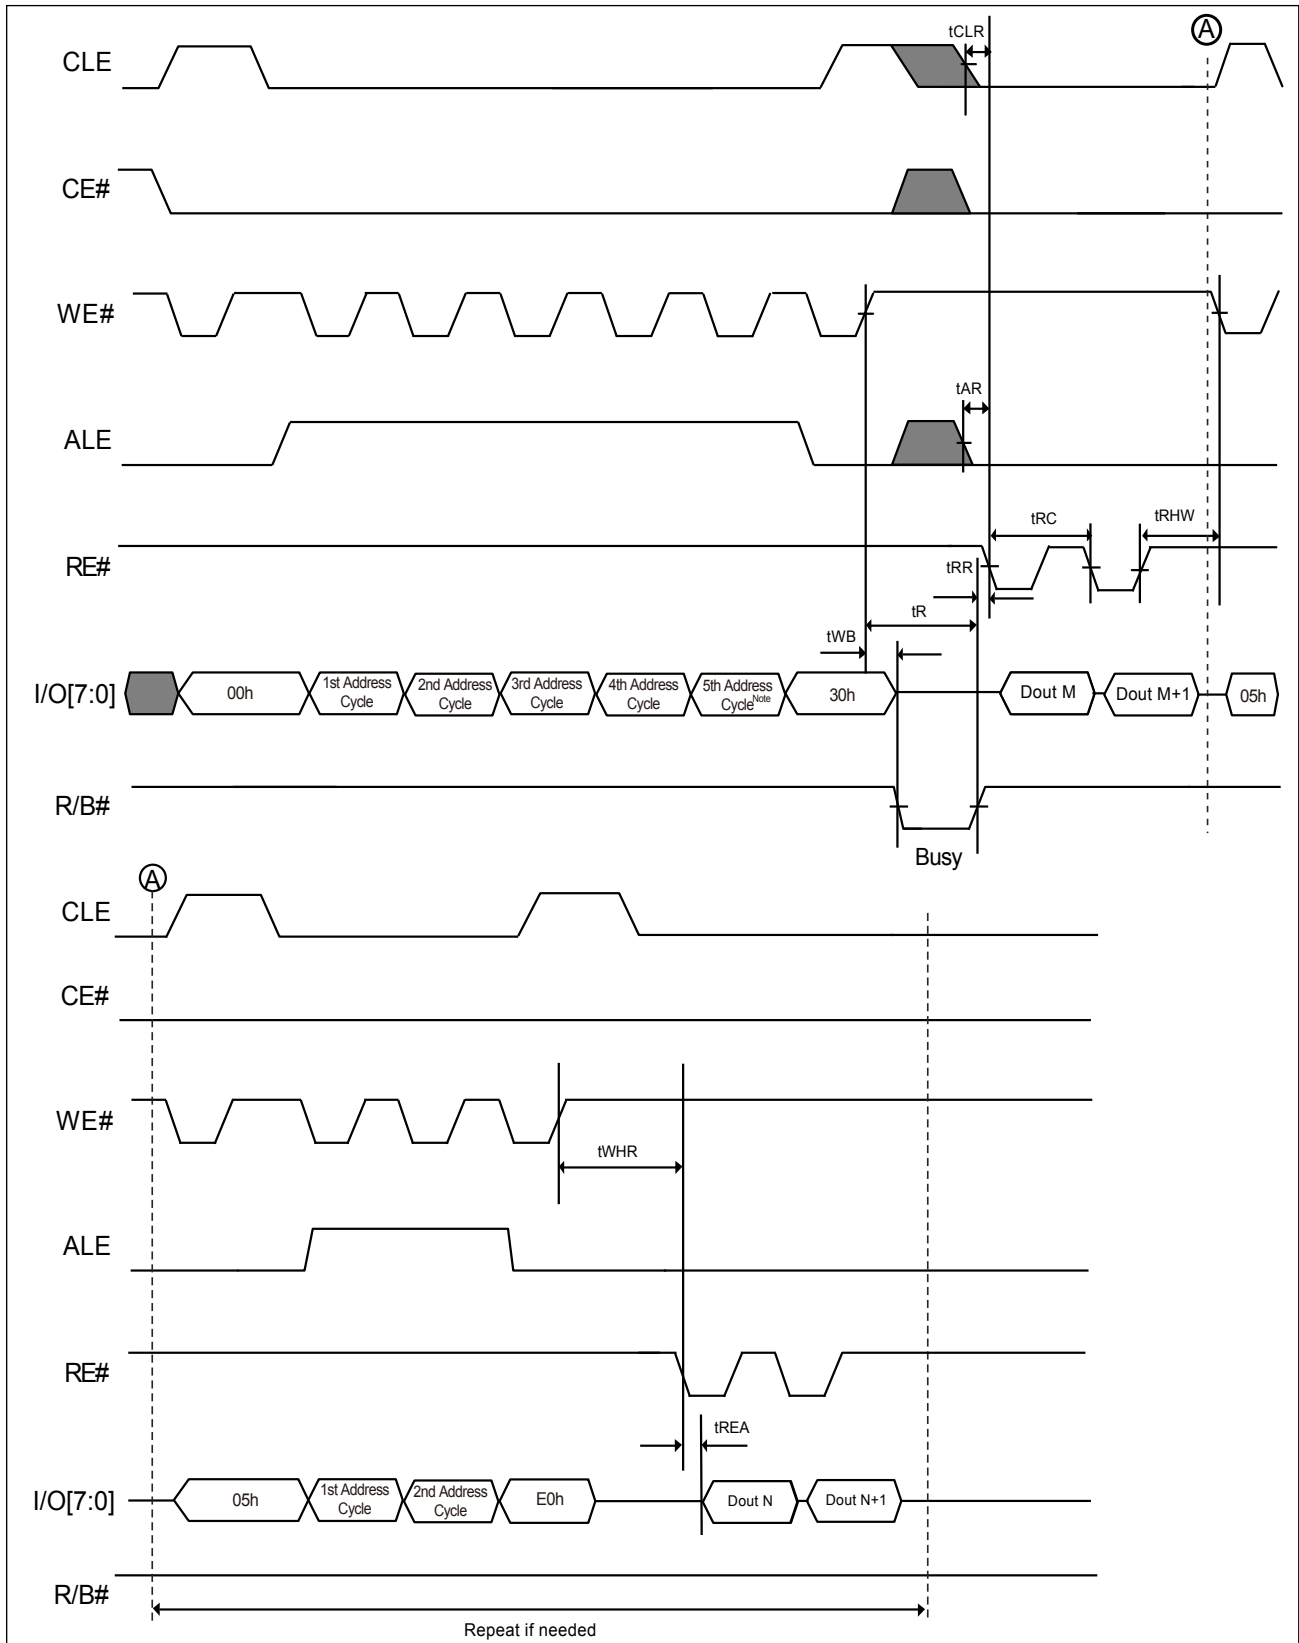 tCLR
A
CLE
CE#
WE#
tAR
ALE
tRC
tRHW
RE#
tRR
tR
tWB
I/O[7:0]
00h
1st Address
Cycle
2nd Address
Cycle
3rd Address
Cycle
4th Address
Cycle
5th Address
Cycle Note
30h
Dout M
Dout M+1
05h
R/B#
Busy
A
CLE
CE#
WE#
tWHR
ALE
RE#
tREA
I/O[7:0]
05h
1st Address
Cycle
2nd Address
Cycle
E0h
Dout N
Dout N+1
R/B#
Repeat if needed